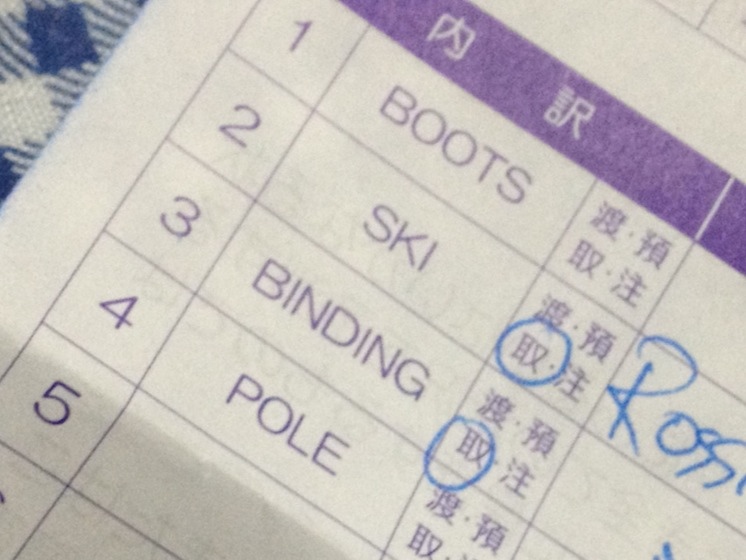 内 訳
1 BOOTS 渡・預
取・注
2 SKI 渡・預
取・注 Rossi
3 BINDING 渡・預
取・注
4 POLE 渡・預
取・注
5